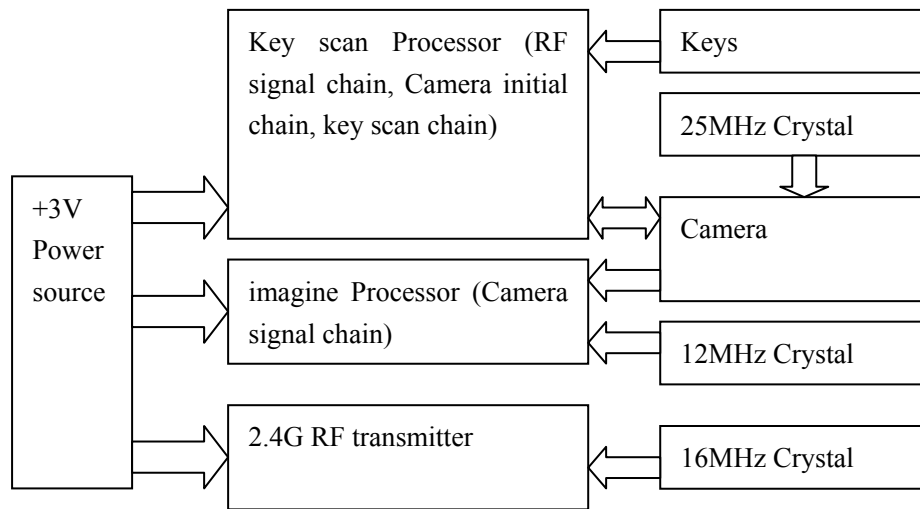 Key scan Processor (RF
signal chain, Camera initial
chain, key scan chain)
Keys
25MHz Crystal
+3V
Power
source
Camera
imagine Processor (Camera
signal chain)
12MHz Crystal
2.4G RF transmitter
16MHz Crystal